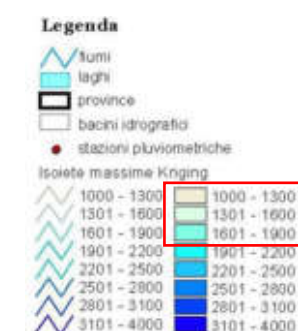 Legenda
fiumi
laghi
province
bacini idrografici
stazioni pluviometriche
Isoiete massime Kriging
1000 - 1300 1000 - 1300
1301 - 1600 1301 - 1600
1601 - 1900 1601 - 1900
1901 - 2200 1901 - 2200
2201 - 2500 2201 - 2500
2501 - 2800 2501 - 2800
2801 - 3100 2801 - 3100
3101 - 4000 3101 - 4000